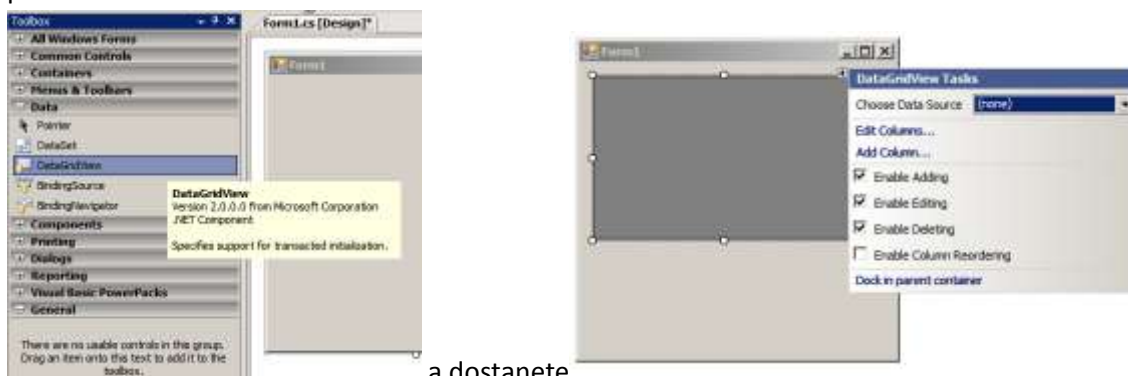 Toolbox
All Windows Forms
Common Controls
Containers
Menus & Toolbars
Data
Pointer
DataSet
DataGridView
BindingSource
BindingNavigator
Components
Printing
Dialogs
Reporting
Visual Basic PowerPacks
General
There are no usable controls in this group.
Drag an item onto this text to add it to the
toolbox.
DataGridView
Version 2.0.0.0 from Microsoft Corporation
.NET Component
Specifies support for transacted initialization.
Form1.cs [Design]*
Form1
a dostanete
Form1
DataGridView Tasks
Choose Data Source (none)
Edit Columns...
Add Column...
Enable Adding
Enable Editing
Enable Deleting
Enable Column Reordering
Dock in parent container